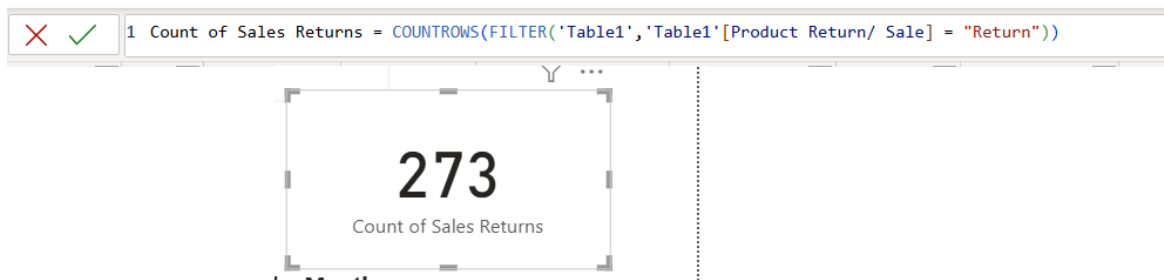 1 Count of Sales Returns = COUNTROWS(FILTER('Table1','Table1'[Product Return/ Sale] = "Return"))
273
Count of Sales Returns